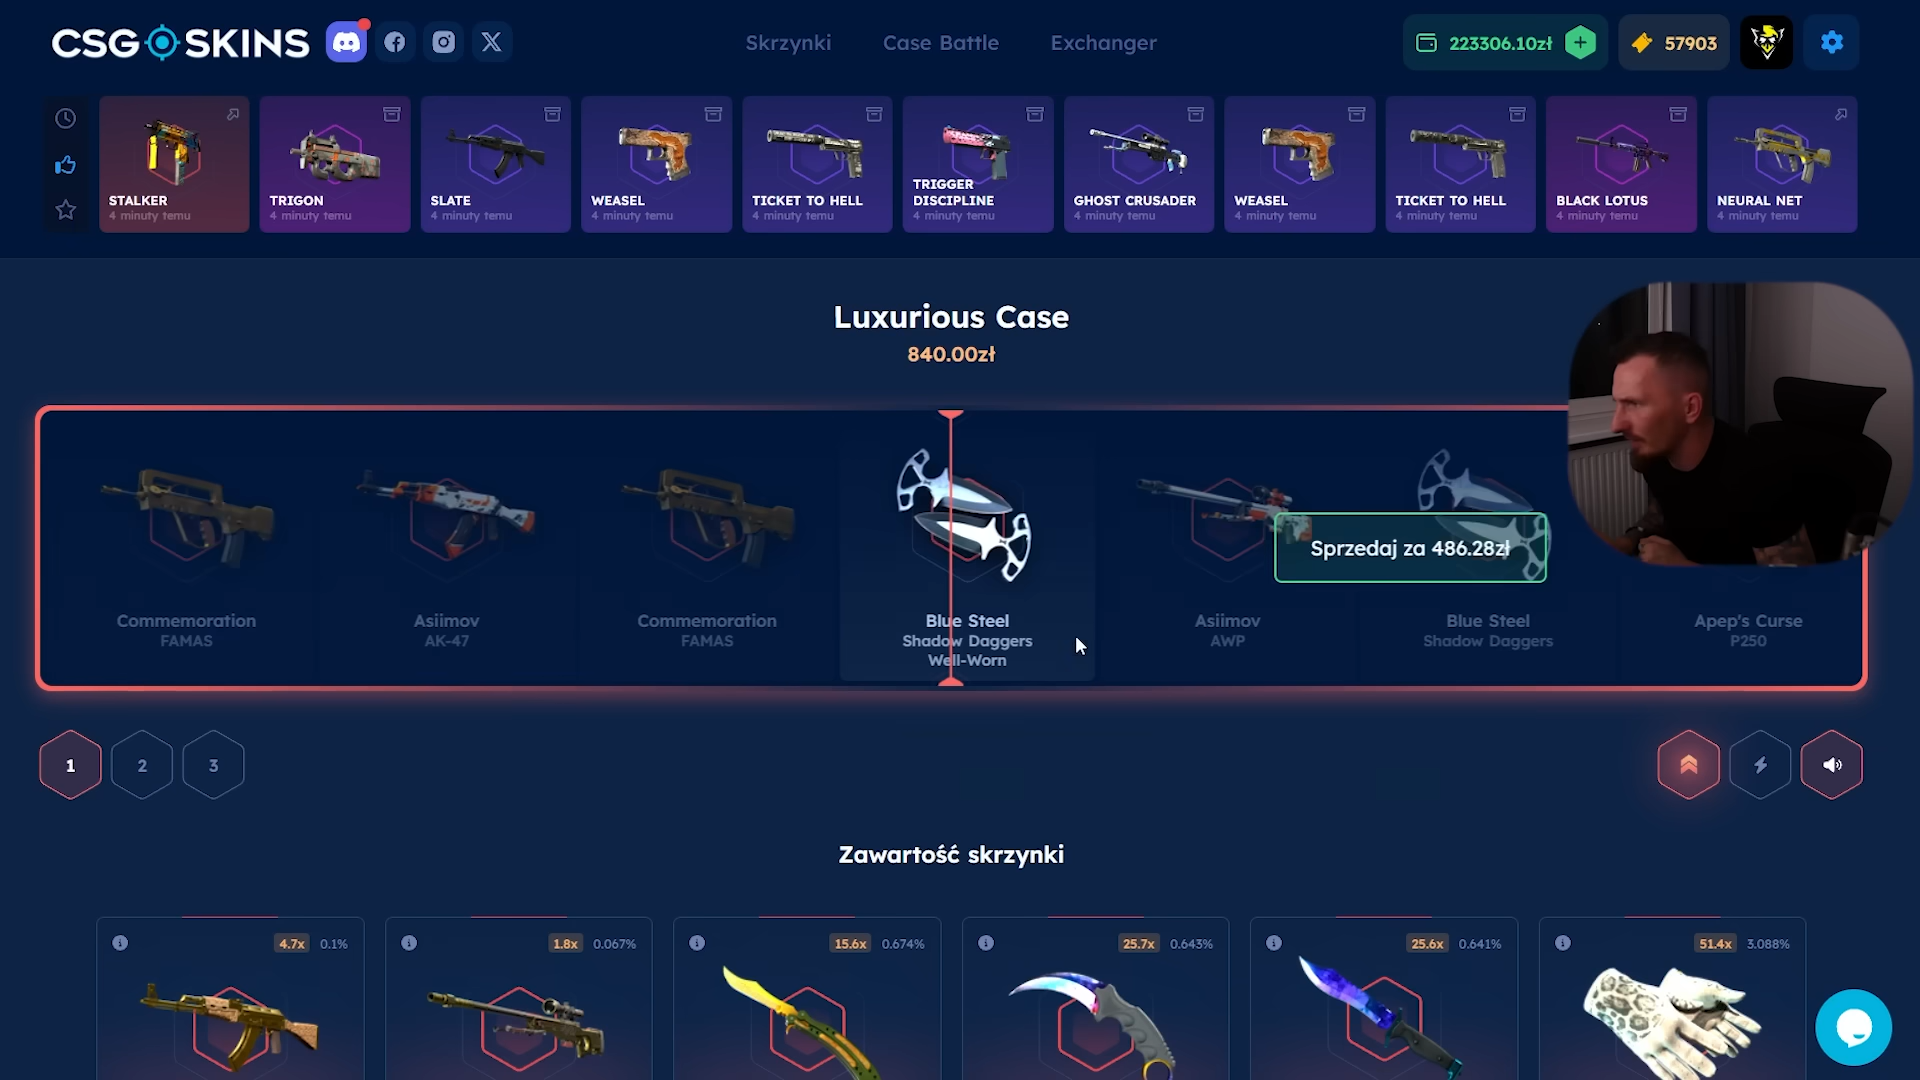 CSG SKINS
Skrzynki
Case Battle
Exchanger
223306.10zł
57903
STALKER
4 minuty temu
TRIGON
4 minuty temu
SLATE
4 minuty temu
WEASEL
4 minuty temu
TICKET TO HELL
4 minuty temu
TRIGGER
DISCIPLINE
4 minuty temu
GHOST CRUSADER
4 minuty temu
WEASEL
4 minuty temu
TICKET TO HELL
4 minuty temu
BLACK LOTUS
4 minuty temu
NEURAL NET
4 minuty temu
Luxurious Case
840.00zł
Sprzedaj za 486.28zł
Commemoration
FAMAS
Asiimov
AK-47
Commemoration
FAMAS
Blue Steel
Shadow Daggers
Well-Worn
Asiimov
AWP
Blue Steel
Shadow Daggers
Apep's Curse
P250
1
2
3
Zawartość skrzynki
4.7x 0.1%
1.8x 0.067%
15.6x 0.674%
25.7x 0.643%
25.6x 0.641%
51.4x 3.088%